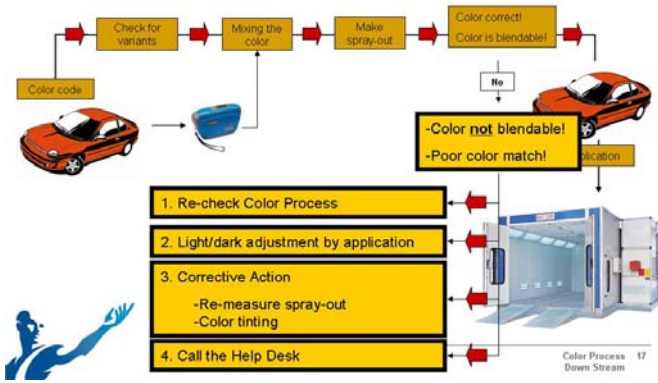 Check for
variants
Mixing the
color
Make
spray-out
Color correct!
Color is blendable!
Color code
No
-Color not blendable!
-Poor color match!
plication
1. Re-check Color Process
2. Light/dark adjustment by application
3. Corrective Action
-Re-measure spray-out
-Color tinting
4. Call the Help Desk
Color Process 17
Down Stream